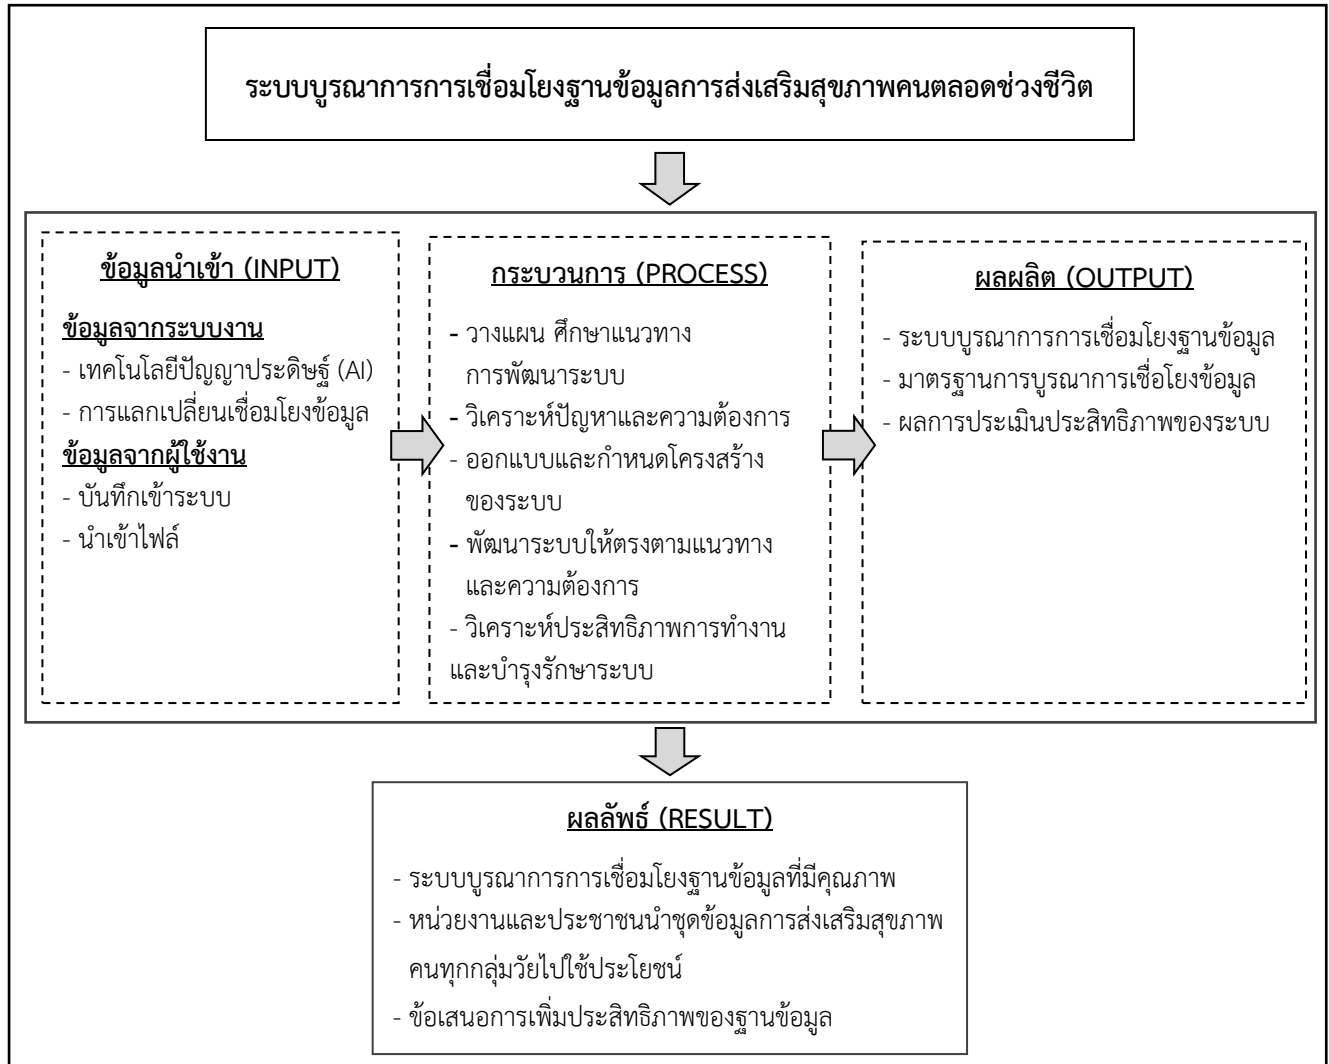 ระบบบูรณาการการเชื่อมโยงฐานข้อมูลการส่งเสริมสุขภาพคนตลอดช่วงชีวิต
ข้อมูลนำเข้า (INPUT)
ข้อมูลจากระบบงาน
- เทคโนโลยีปัญญาประดิษฐ์ (AI)
- การแลกเปลี่ยนเชื่อมโยงข้อมูล
ข้อมูลจากผู้ใช้งาน
- บันทึกเข้าระบบ
- นำเข้าไฟล์
กระบวนการ (PROCESS)
- วางแผน ศึกษาแนวทาง
การพัฒนาระบบ
- วิเคราะห์ปัญหาและความต้องการ
- ออกแบบและกำหนดโครงสร้าง
ของระบบ
- พัฒนาระบบให้ตรงตามแนวทาง
และความต้องการ
- วิเคราะห์ประสิทธิภาพการทำงาน
และบำรุงรักษาระบบ
ผลผลิต (OUTPUT)
- ระบบบูรณาการการเชื่อมโยงฐานข้อมูล
- มาตรฐานการบูรณาการเชื่อโยงข้อมูล
- ผลการประเมินประสิทธิภาพของระบบ
ผลลัพธ์ (RESULT)
- ระบบบูรณาการการเชื่อมโยงฐานข้อมูลที่มีคุณภาพ
- หน่วยงานและประชาชนนำชุดข้อมูลการส่งเสริมสุขภาพ
คนทุกกลุ่มวัยไปใช้ประโยชน์
- ข้อเสนอการเพิ่มประสิทธิภาพของฐานข้อมูล